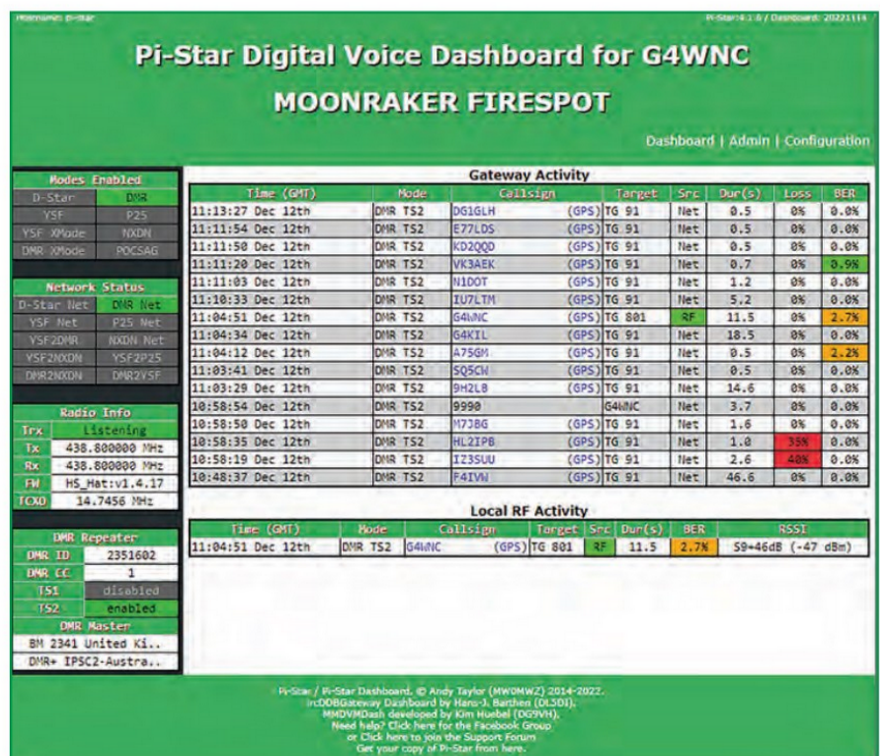 Hostname: pi-star
Pi-Star:4.1.6 / Dashboard: 20221114
Pi-Star Digital Voice Dashboard for G4WNC
MOONRAKER FIRESPOT
Dashboard | Admin | Configuration
Modes Enabled
D-Star DMR
YSF P25
YSF XMode NXDN
DMR XMode POCSAG
Network Status
D-Star Net DMR Net
YSF Net P25 Net
YSF2DMR NXDN Net
YSF2NXDN YSF2P25
DMR2NXDN DMR2YSF
Radio Info
Trx Listening
Tx 438.800000 MHz
Rx 438.800000 MHz
FW HS_Hat:v1.4.17
TCXO 14.7456 MHz
DMR Repeater
DMR ID 2351602
DMR CC 1
TS1 disabled
TS2 enabled
DMR Master
BM 2341 United Ki..
DMR+ IPSC2-Austra..
Gateway Activity
Time (GMT) Mode Callsign Target Src Dur(s) Loss BER
11:13:27 Dec 12th DMR TS2 DG1GLH (GPS) TG 91 Net 0.5 0% 0.0%
11:11:54 Dec 12th DMR TS2 E77LDS (GPS) TG 91 Net 0.5 0% 0.0%
11:11:50 Dec 12th DMR TS2 KD2QQD (GPS) TG 91 Net 0.5 0% 0.0%
11:11:20 Dec 12th DMR TS2 VK3AEK (GPS) TG 91 Net 0.7 0% 0.9%
11:11:03 Dec 12th DMR TS2 N1DOT (GPS) TG 91 Net 1.2 0% 0.0%
11:10:33 Dec 12th DMR TS2 IU7LTM (GPS) TG 91 Net 5.2 0% 0.0%
11:04:51 Dec 12th DMR TS2 G4WNC (GPS) TG 801 RF 11.5 0% 2.7%
11:04:34 Dec 12th DMR TS2 G4KIL (GPS) TG 91 Net 18.5 0% 0.0%
11:04:12 Dec 12th DMR TS2 A75GM (GPS) TG 91 Net 0.5 0% 2.2%
11:03:41 Dec 12th DMR TS2 SQ5CW (GPS) TG 91 Net 0.5 0% 0.0%
11:03:29 Dec 12th DMR TS2 9H2LB (GPS) TG 91 Net 14.6 0% 0.0%
10:58:54 Dec 12th DMR TS2 9990 G4WNC Net 3.7 0% 0.0%
10:58:50 Dec 12th DMR TS2 M7JBG (GPS) TG 91 Net 1.6 0% 0.0%
10:58:35 Dec 12th DMR TS2 HL2IPB (GPS) TG 91 Net 1.0 35% 0.0%
10:58:19 Dec 12th DMR TS2 IZ3SUU (GPS) TG 91 Net 2.6 40% 0.0%
10:48:37 Dec 12th DMR TS2 F4IVW (GPS) TG 91 Net 46.6 0% 0.0%
Local RF Activity
Time (GMT) Mode Callsign Target Src Dur(s) BER RSSI
11:04:51 Dec 12th DMR TS2 G4WNC (GPS) TG 801 RF 11.5 2.7% S9+46dB (-47 dBm)
Pi-Star / Pi-Star Dashboard, © Andy Taylor (MW0MWZ) 2014-2022.
ircDDBGateway Dashboard by Hans-J. Barthen (DL5DI),
MMDVMDash developed by Kim Huebel (DG9VH),
Need help? Click here for the Facebook Group
or Click here to join the Support Forum
Get your copy of Pi-Star from here.